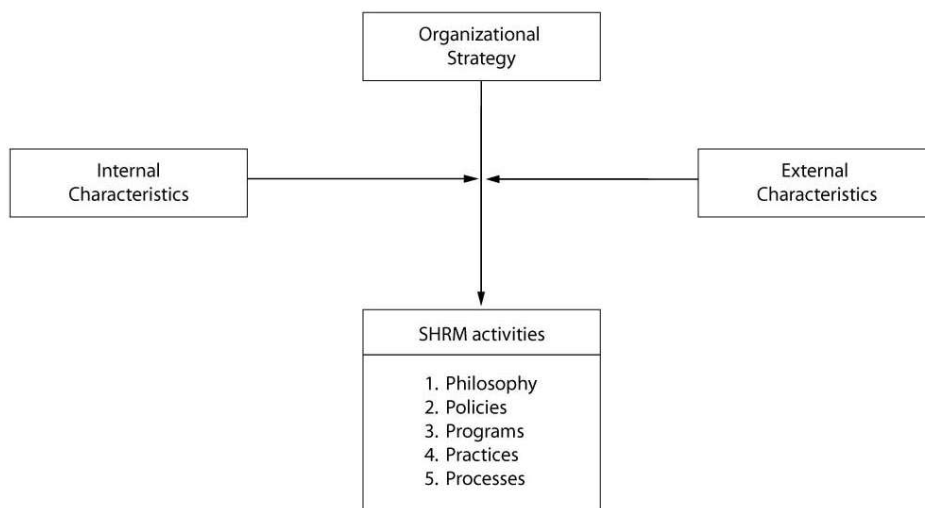 Organizational
Strategy
Internal
Characteristics
External
Characteristics
SHRM activities
1. Philosophy
2. Policies
3. Programs
4. Practices
5. Processes